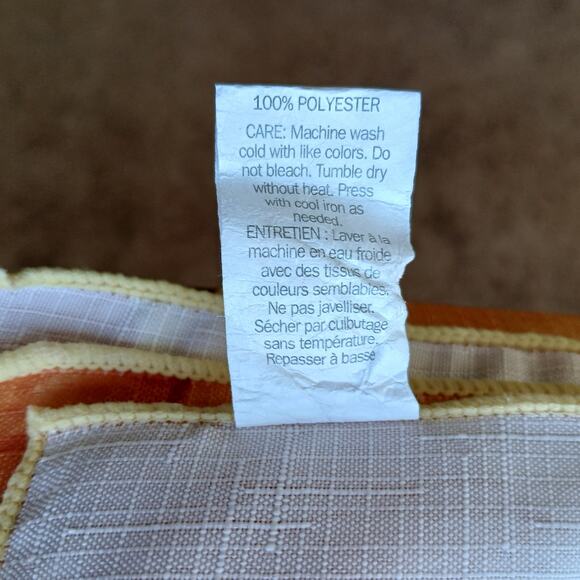 100% POLYESTER
CARE: Machine wash
cold with like colors. Do
not bleach. Tumble dry
without heat. Press
with cool iron as
needed.
ENTRETIEN : Laver à la
machine en eau froide
avec des tissus de
couleurs semblables.
Ne pas javelliser.
Sécher par culbutage
sans température.
Repasser à basse